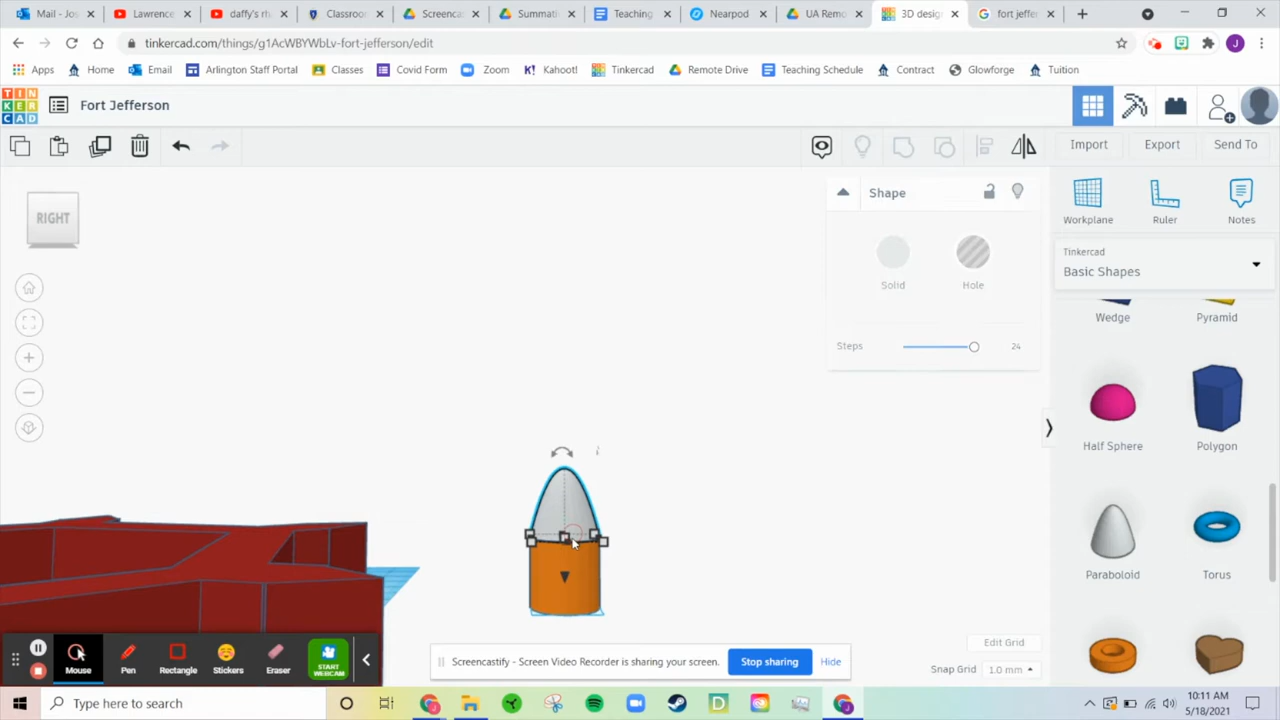 Mail - Jos
Lawrence
daffy's rh
Classroo
Screenca
Summati
Teaching
Nearpod
UA Remo
3D desig
fort jeffe
tinkercad.com/things/g1AcWBYWbLv-fort-jefferson/edit
J
Apps
Home
Email
Arlington Staff Portal
Classes
Covid Form
Zoom
Kahoot!
Tinkercad
Remote Drive
Teaching Schedule
Contract
Glowforge
Tuition
TIN
KER
CAD
Fort Jefferson
Import
Export
Send To
RIGHT
Shape
Solid
Hole
Steps
24
Workplane
Ruler
Notes
Tinkercad
Basic Shapes
Wedge
Pyramid
Half Sphere
Polygon
Paraboloid
Torus
Edit Grid
Snap Grid
1.0 mm
Mouse
Pen
Rectangle
Stickers
Eraser
START
WEBCAM
Screencastify - Screen Video Recorder is sharing your screen.
Stop sharing
Hide
Type here to search
10:11 AM
5/18/2021